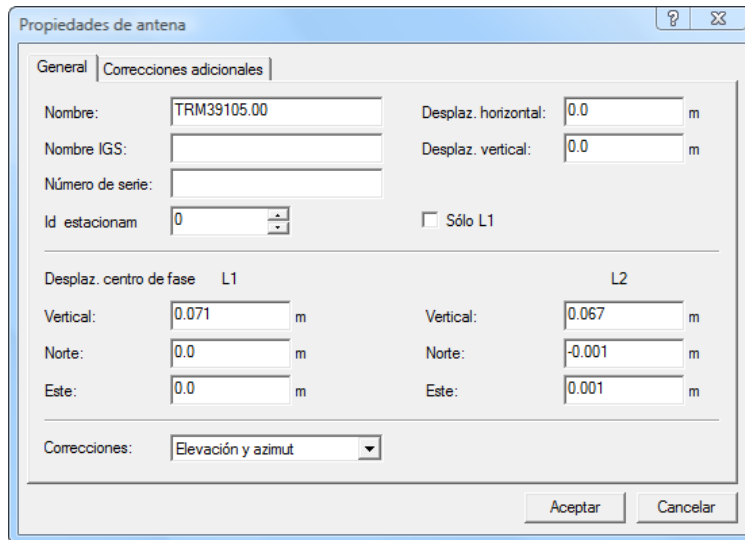 Propiedades de antena
General
Correcciones adicionales
Nombre: TRM39105.00 Desplaz. horizontal: 0.0 m
Nombre IGS: Desplaz. vertical: 0.0 m
Número de serie:
Id estacionam 0 Sólo L1
Desplaz. centro de fase L1 L2
Vertical: 0.071 m Vertical: 0.067 m
Norte: 0.0 m Norte: -0.001 m
Este: 0.0 m Este: 0.001 m
Correcciones: Elevación y azimut
Aceptar Cancelar